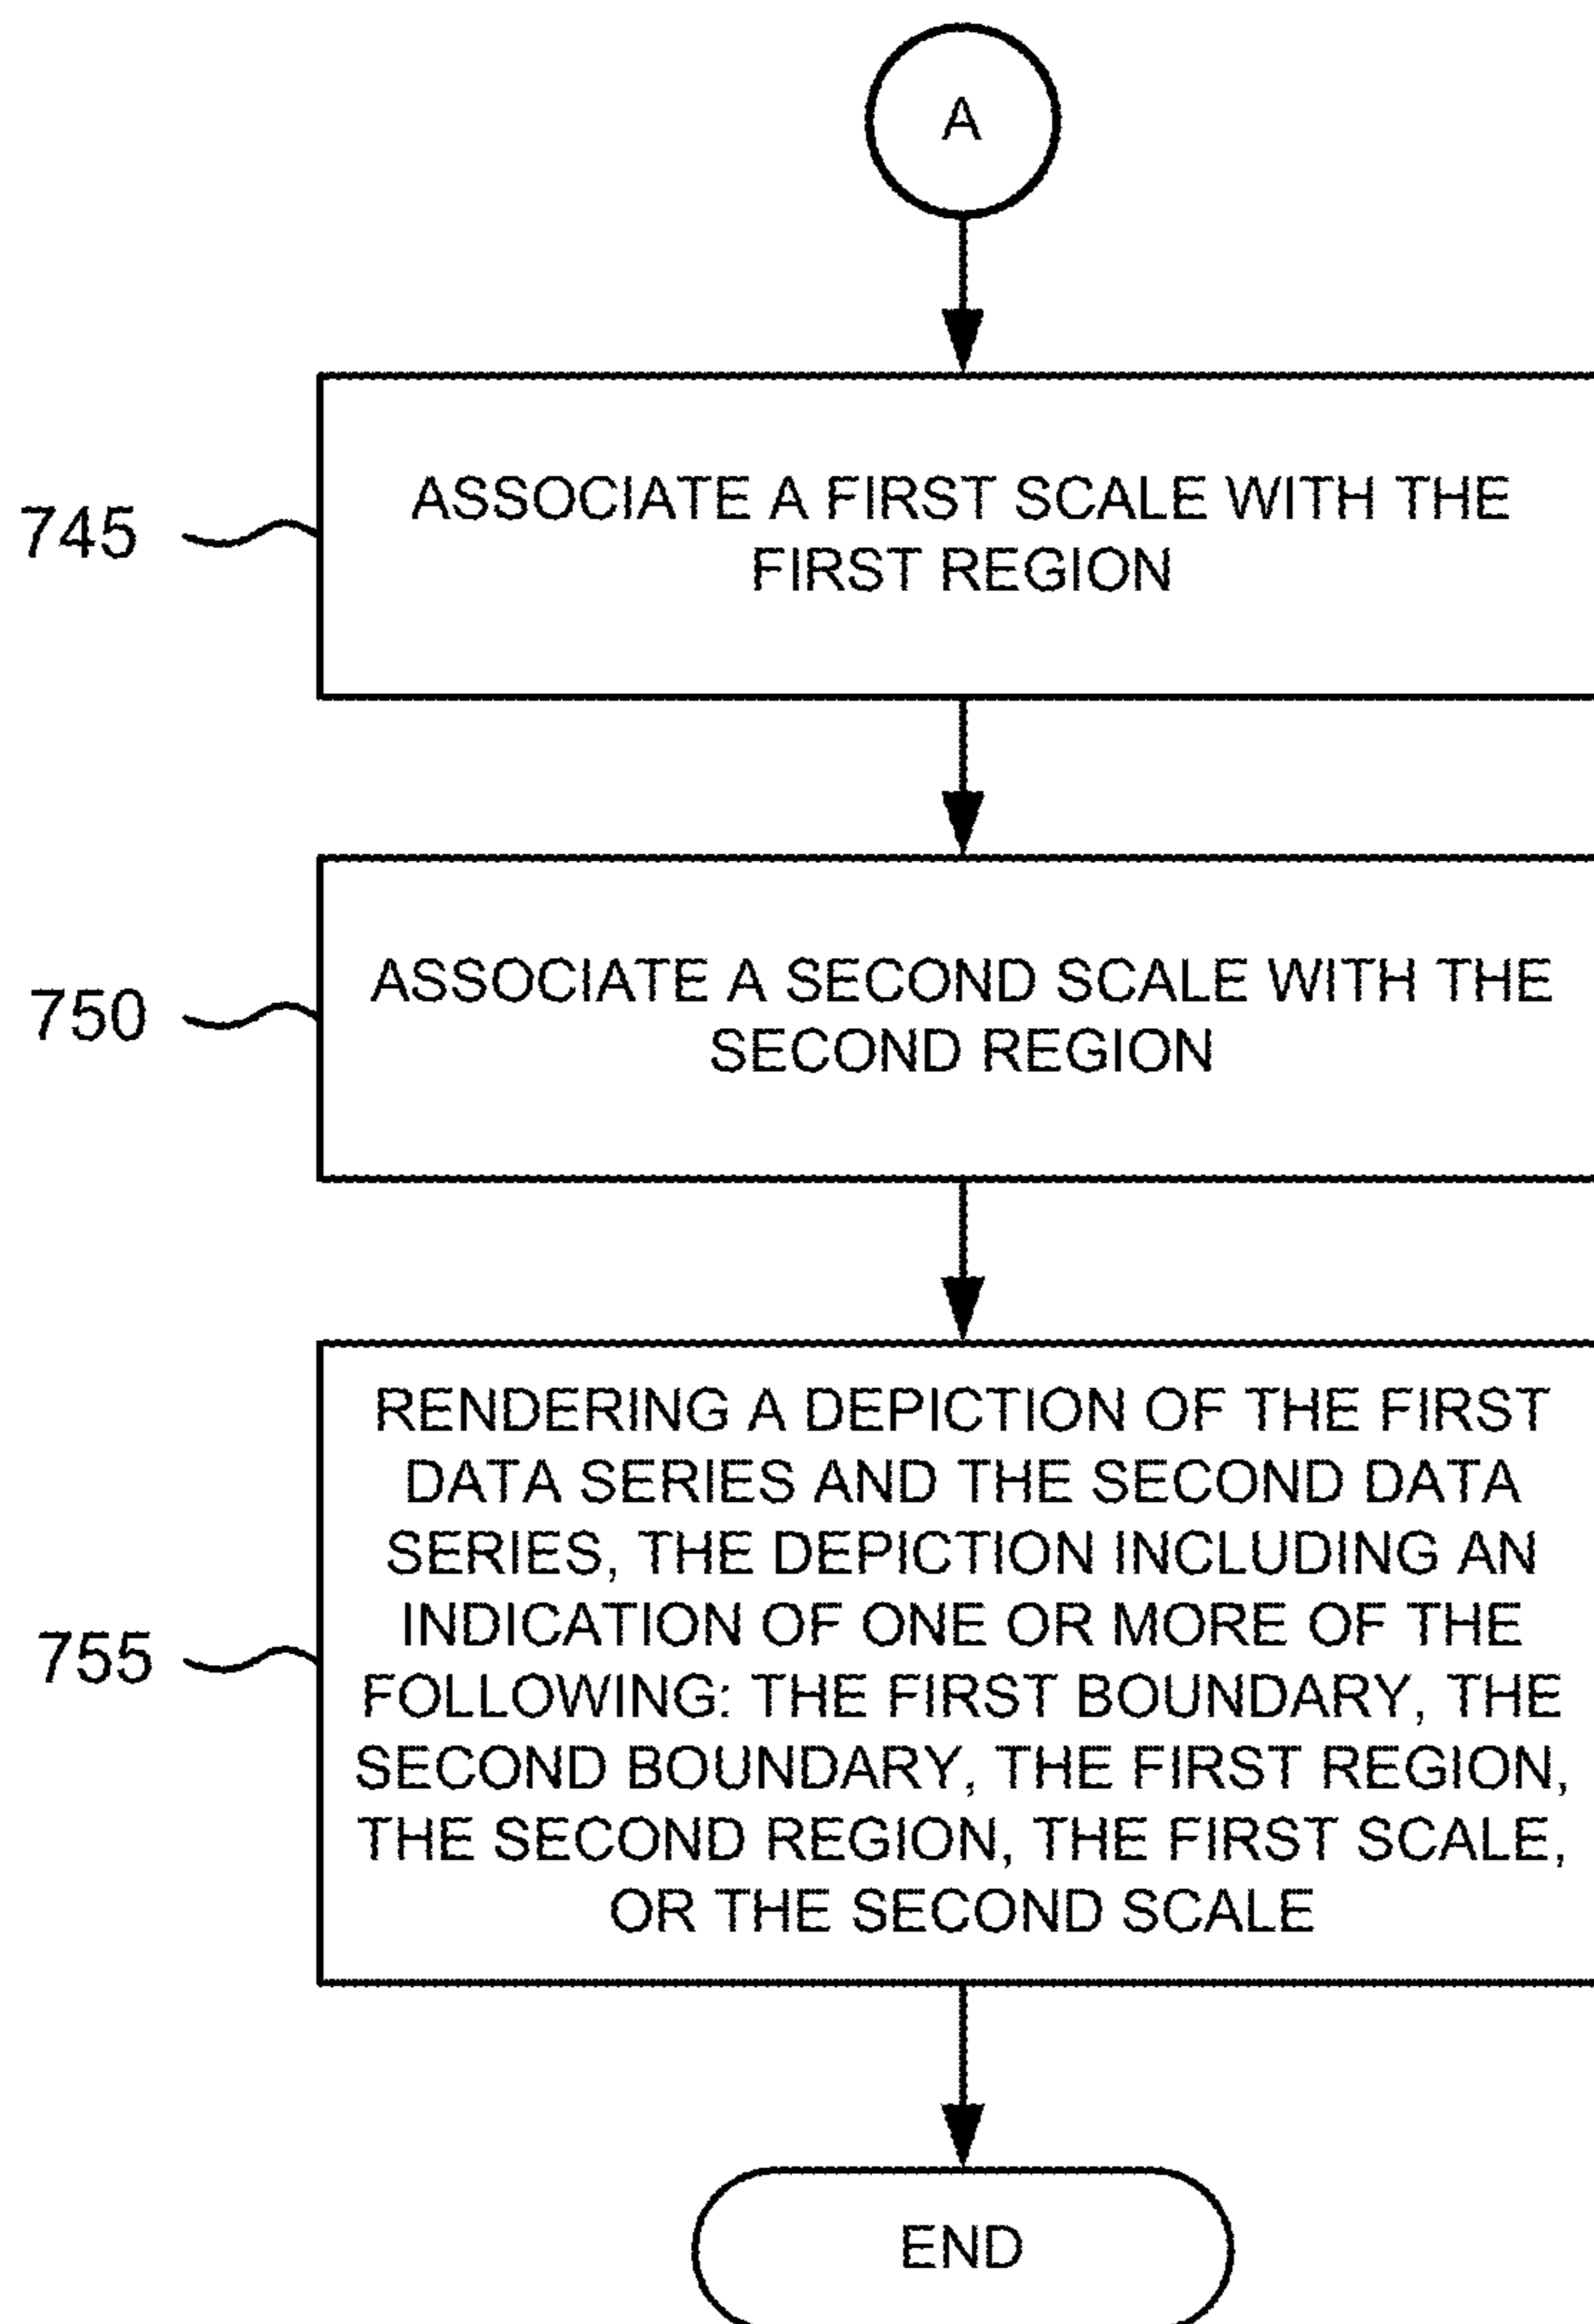 A
745
ASSOCIATE A FIRST SCALE WITH THE
FIRST REGION
750
ASSOCIATE A SECOND SCALE WITH THE
SECOND REGION
755
RENDERING A DEPICTION OF THE FIRST
DATA SERIES AND THE SECOND DATA
SERIES, THE DEPICTION INCLUDING AN
INDICATION OF ONE OR MORE OF THE
FOLLOWING: THE FIRST BOUNDARY, THE
SECOND BOUNDARY, THE FIRST REGION,
THE SECOND REGION, THE FIRST SCALE,
OR THE SECOND SCALE
END